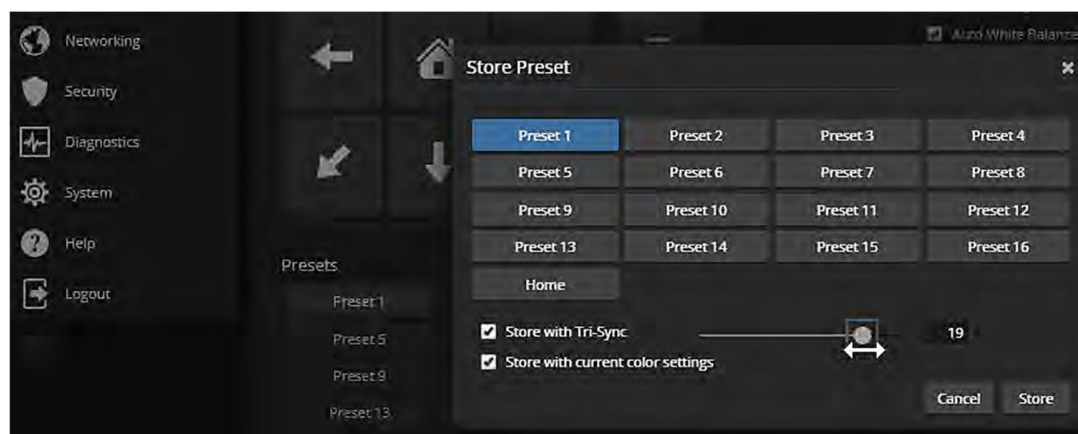 Networking
Security
Diagnostics
System
Help
Logout
Auto White Balance
Presets
Preset 1
Preset 5
Preset 9
Preset 13
Store Preset
Preset 1 Preset 2 Preset 3 Preset 4
Preset 5 Preset 6 Preset 7 Preset 8
Preset 9 Preset 10 Preset 11 Preset 12
Preset 13 Preset 14 Preset 15 Preset 16
Home
Store with Tri-Sync 19
Store with current color settings
Cancel Store